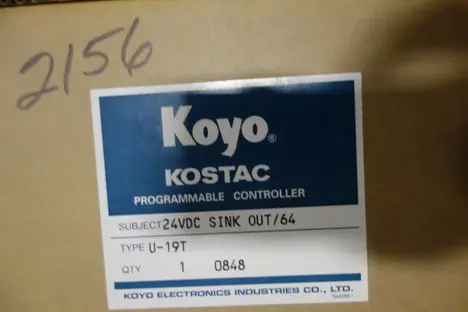 2156
Koyo®
KOSTAC
PROGRAMMABLE CONTROLLER
SUBJECT 24VDC SINK OUT/64
TYPE U-19T
QTY 1 0848
KOYO ELECTRONICS INDUSTRIES CO., LTD.